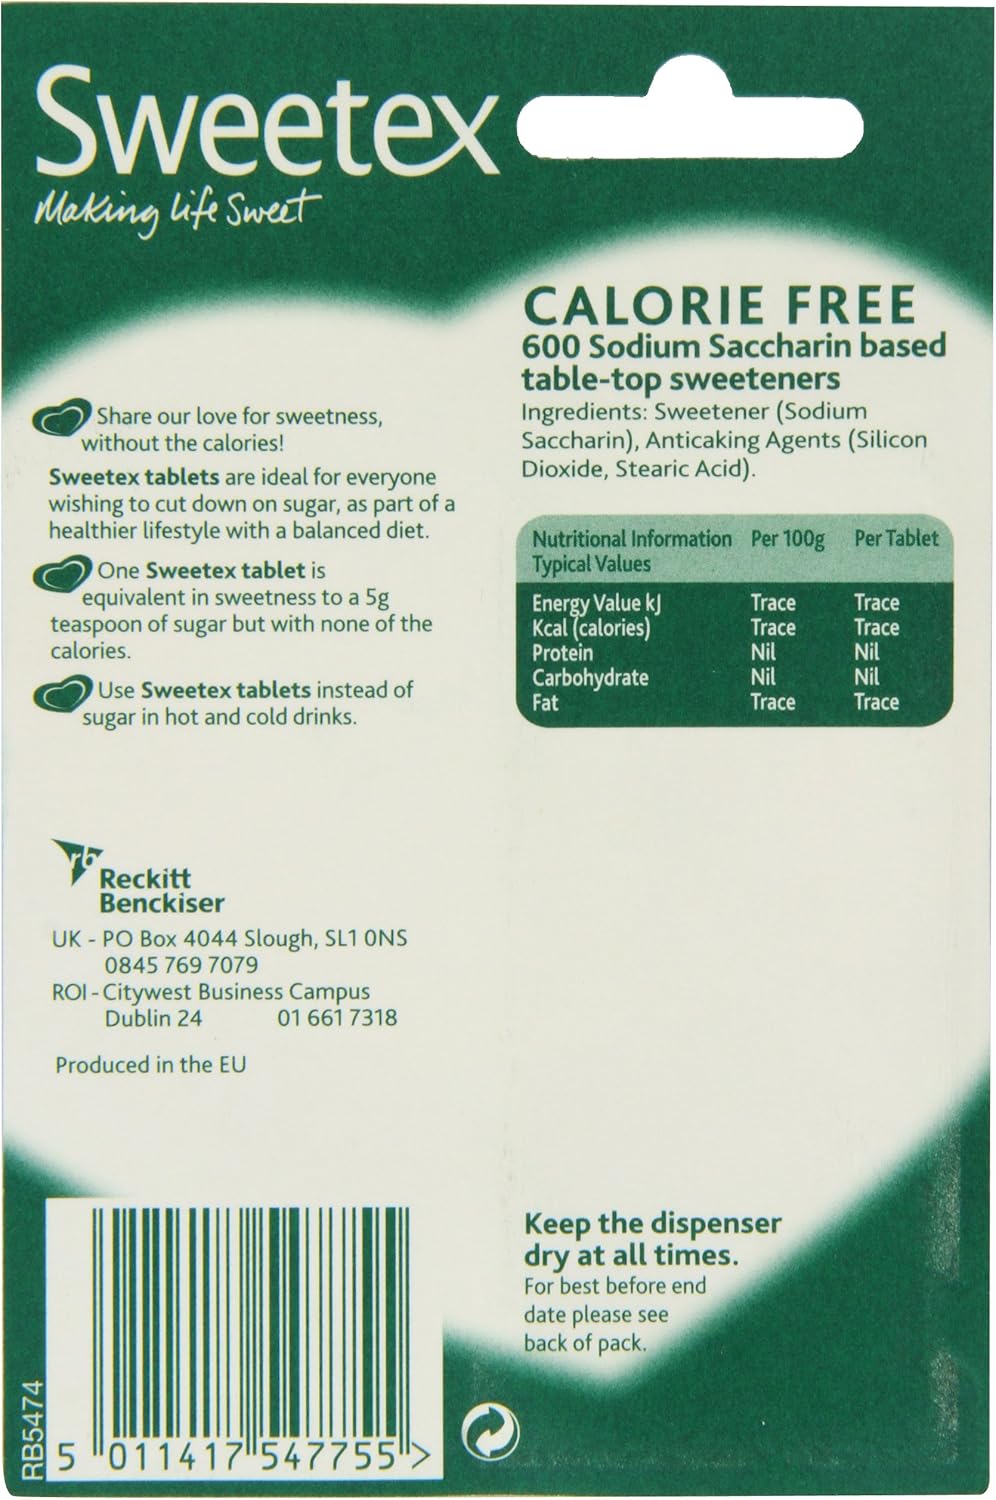 Sweetex
Making Life Sweet
CALORIE FREE
600 Sodium Saccharin based
table-top sweeteners
Ingredients: Sweetener (Sodium
Saccharin), Anticaking Agents (Silicon
Dioxide, Stearic Acid).
Share our love for sweetness,
without the calories!
Sweetex tablets are ideal for everyone
wishing to cut down on sugar, as part of a
healthier lifestyle with a balanced diet.
One Sweetex tablet is
equivalent in sweetness to a 5g
teaspoon of sugar but with none of the
calories.
Use Sweetex tablets instead of
sugar in hot and cold drinks.
Nutritional Information Per 100g Per Tablet
Typical Values
Energy Value kJ Trace Trace
Kcal (calories) Trace Trace
Protein Nil Nil
Carbohydrate Nil Nil
Fat Trace Trace
rb
Reckitt
Benckiser
UK - PO Box 4044 Slough, SL1 0NS
0845 769 7079
ROI - Citywest Business Campus
Dublin 24 01 661 7318
Produced in the EU
Keep the dispenser
dry at all times.
For best before end
date please see
back of pack.
RB5474
5 011417 547755 >